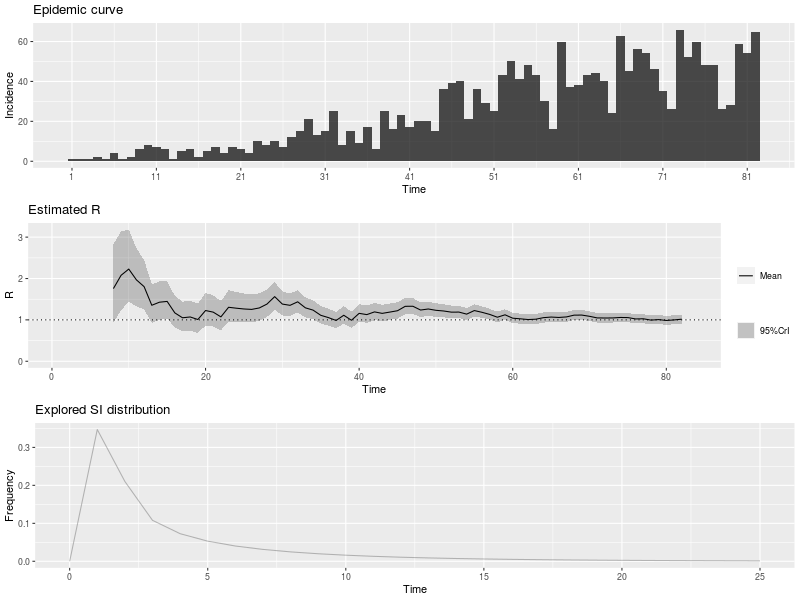 Epidemic curve
60
40
20
0
Incidence
1 11 21 31 41 51 61 71 81
Time
Estimated R
3
2
1
0
R
0 20 40 60 80
Time
Mean
95%CrI
Explored SI distribution
0.3
0.2
0.1
0.0
Frequency
0 5 10 15 20 25
Time